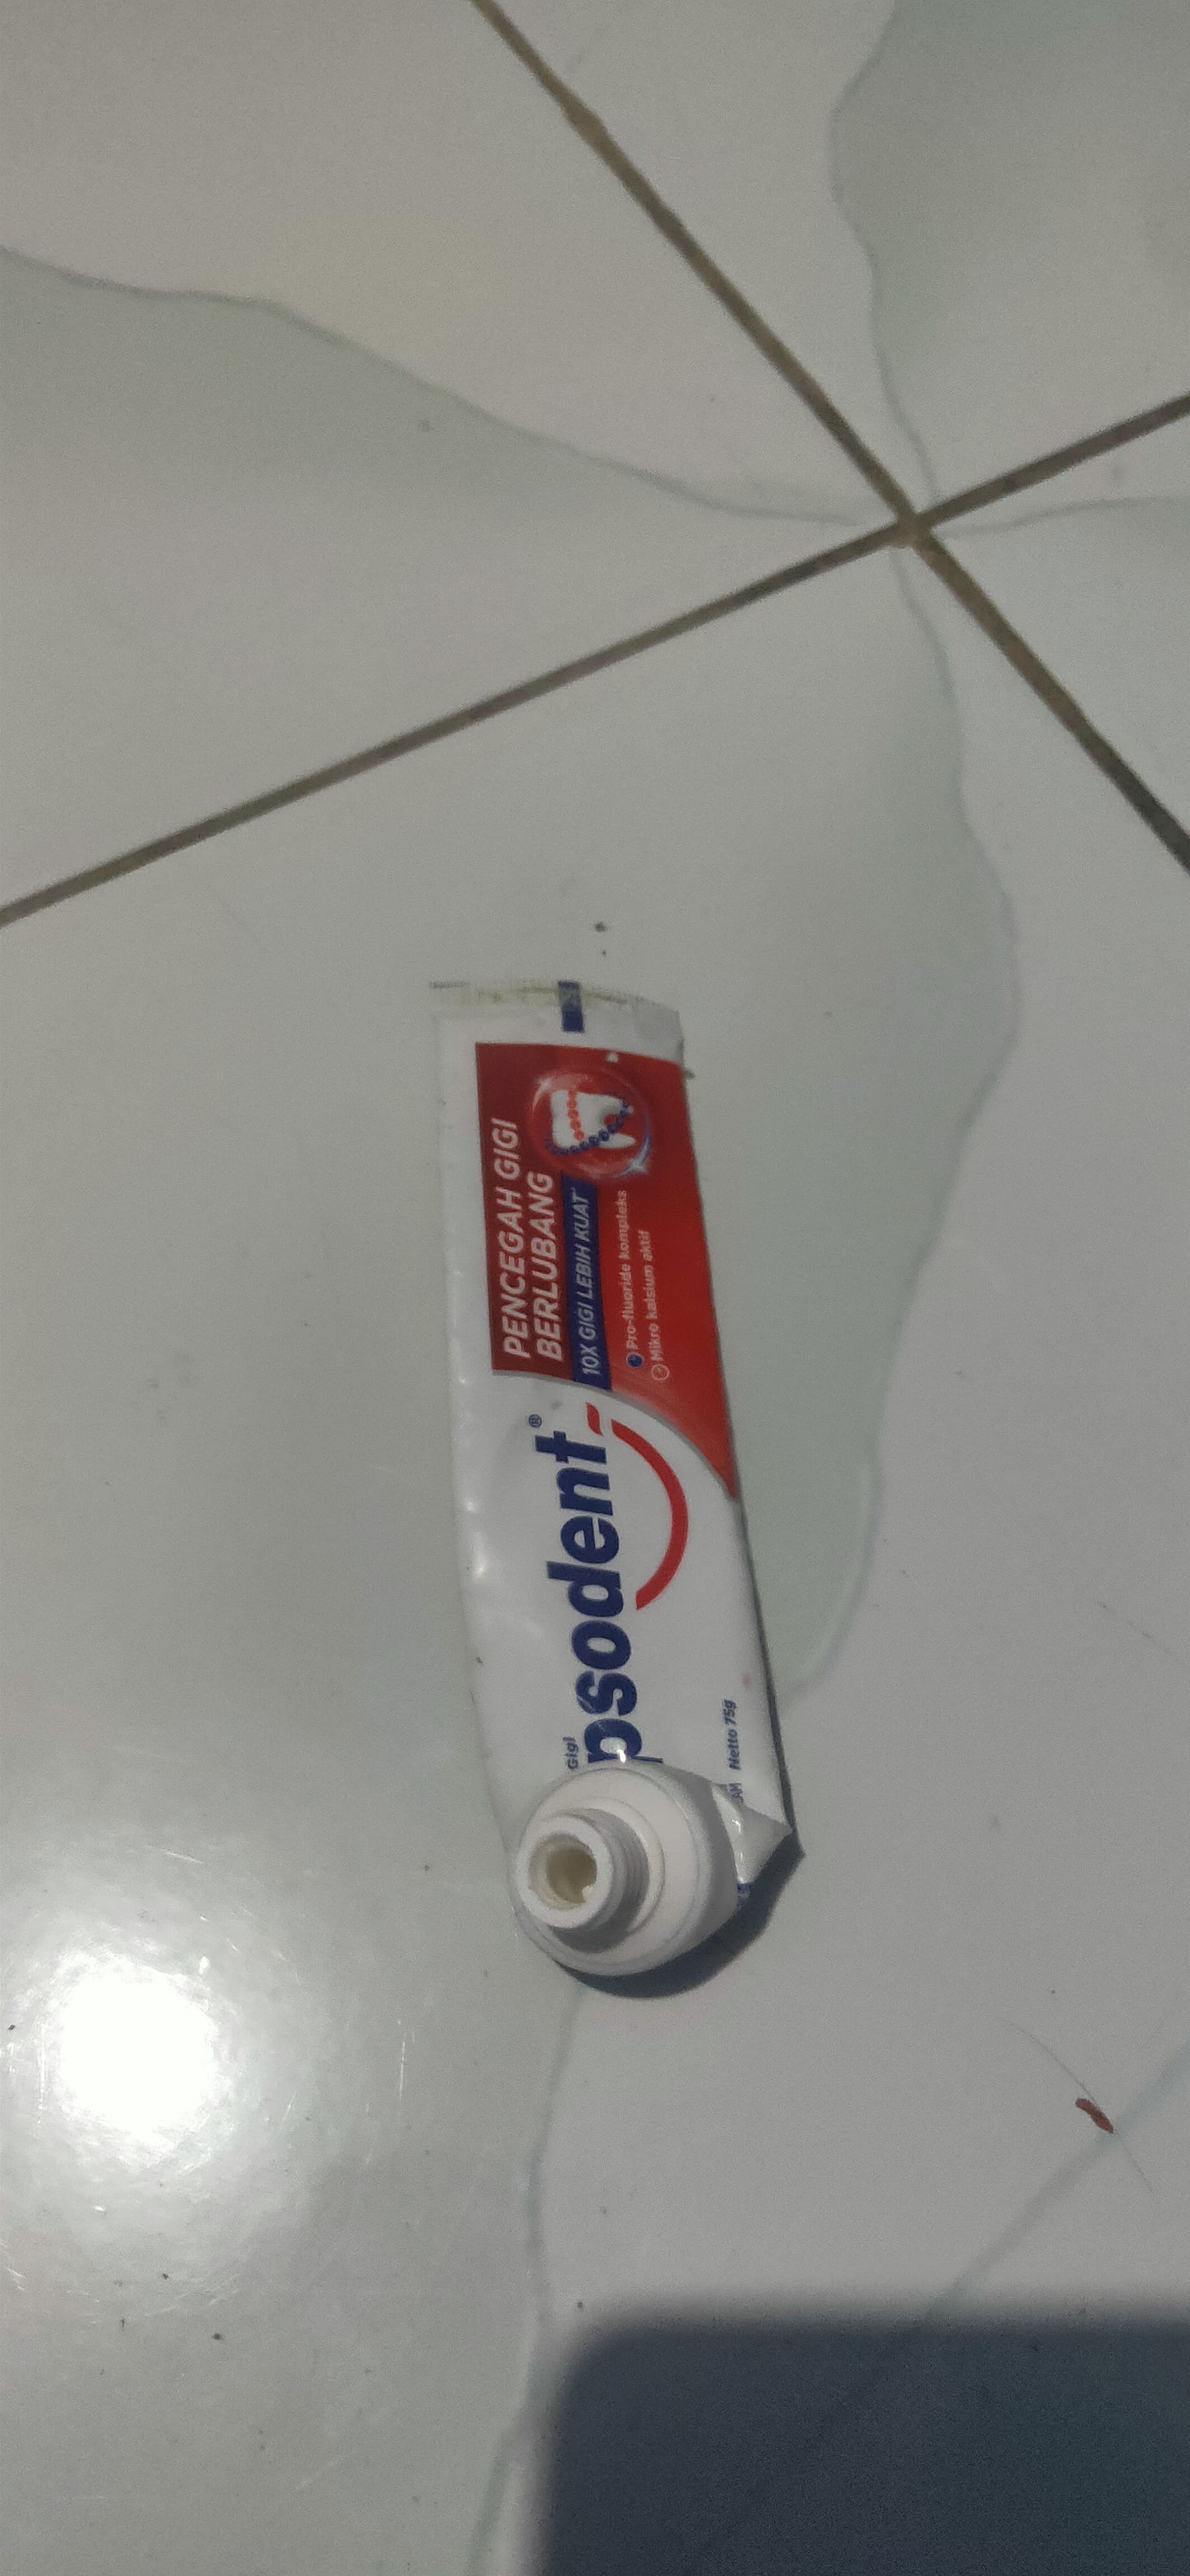 Gigi
psodent®
PENCEGAH GIGI
BERLUBANG
10X GIGI LEBIH KUAT*
Pro-fluoride kompleks
Mikro kalsium aktif
Netto 75g